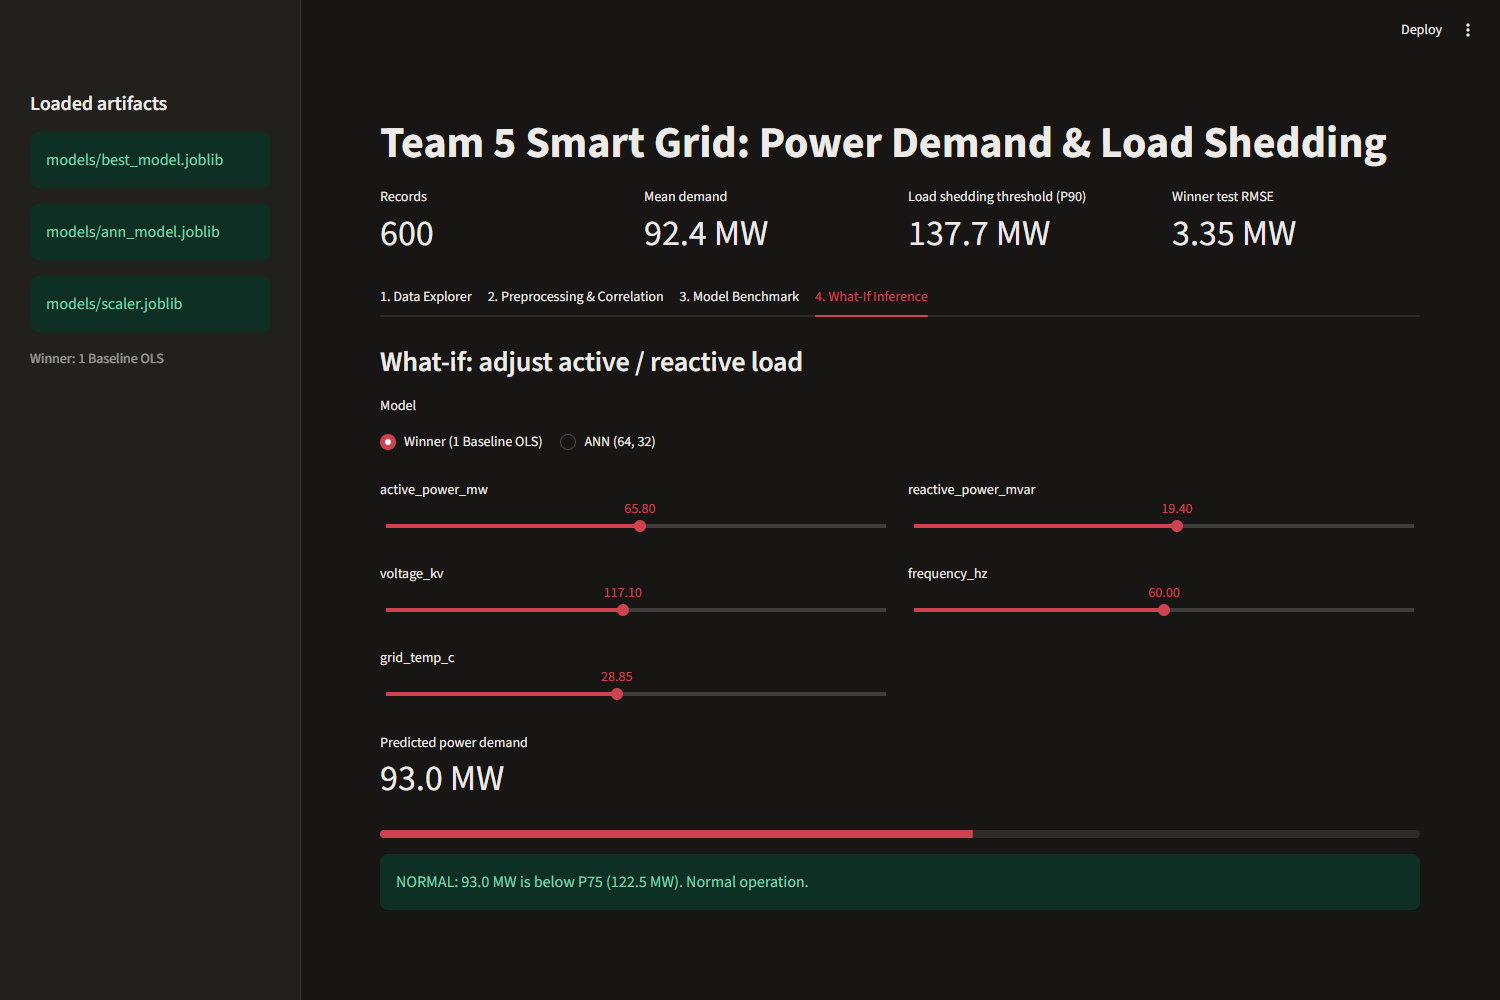 Deploy
Loaded artifacts
models/best_model.joblib
models/ann_model.joblib
models/scaler.joblib
Winner: 1 Baseline OLS
Team 5 Smart Grid: Power Demand & Load Shedding
Records
600
Mean demand
92.4 MW
Load shedding threshold (P90)
137.7 MW
Winner test RMSE
3.35 MW
1. Data Explorer
2. Preprocessing & Correlation
3. Model Benchmark
4. What-If Inference
What-if: adjust active / reactive load
Model
Winner (1 Baseline OLS)
ANN (64, 32)
active_power_mw
65.80
reactive_power_mvar
19.40
voltage_kv
117.10
frequency_hz
60.00
grid_temp_c
28.85
Predicted power demand
93.0 MW
NORMAL: 93.0 MW is below P75 (122.5 MW). Normal operation.